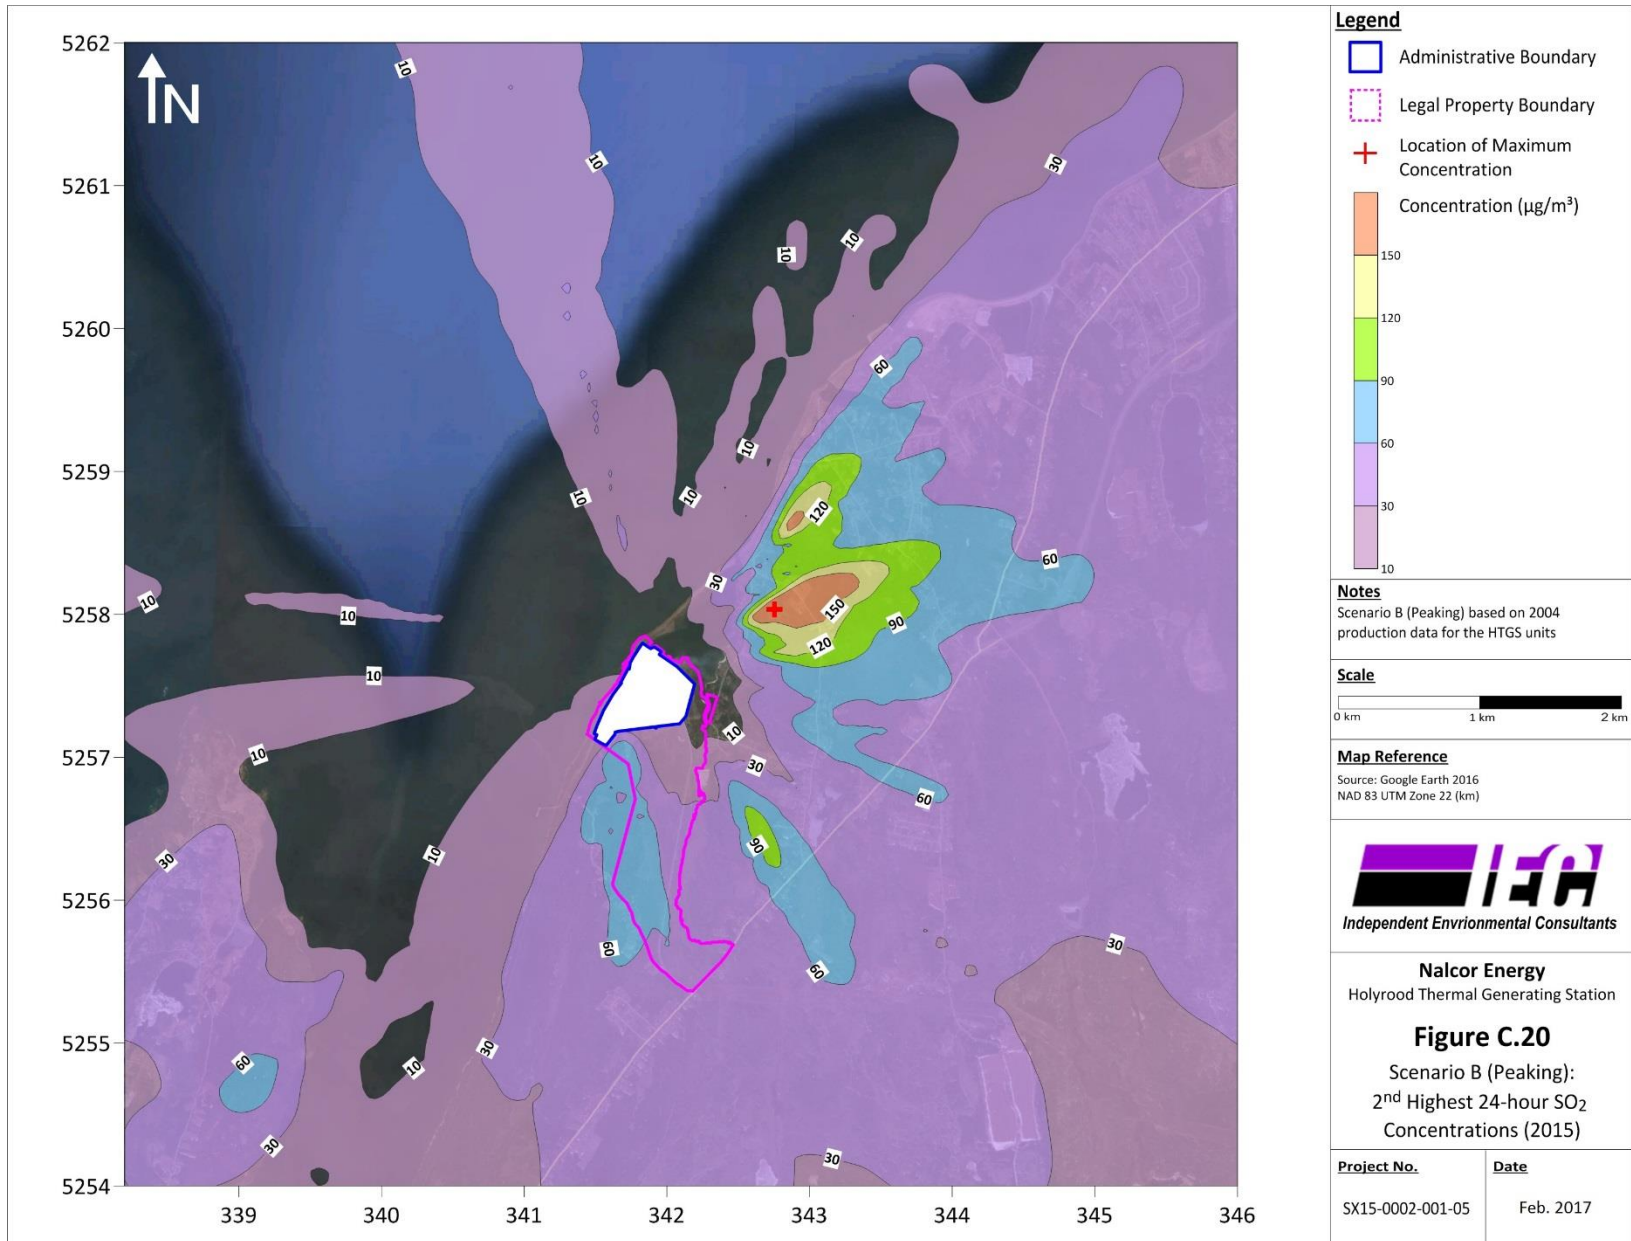 5262
5261
5260
5259
5258
5257
5256
5255
5254
339
340
341
342
343
344
345
346
N
10
10
10
30
10
10
60
10
10
10
10
120
60
30
10
10
150
90
120
10
10
10
30
60
10
30
90
60
60
30
30
60
10
30
30
Legend
Administrative Boundary
Legal Property Boundary
Location of Maximum
Concentration
Concentration (µg/m³)
150
120
90
60
30
10
Notes
Scenario B (Peaking) based on 2004
production data for the HTGS units
Scale
0 km 1 km 2 km
Map Reference
Source: Google Earth 2016
NAD 83 UTM Zone 22 (km)
IEC
Independent Envrionmental Consultants
Nalcor Energy
Holyrood Thermal Generating Station
Figure C.20
Scenario B (Peaking):
2nd Highest 24-hour SO2
Concentrations (2015)
Project No.
SX15-0002-001-05
Date
Feb. 2017